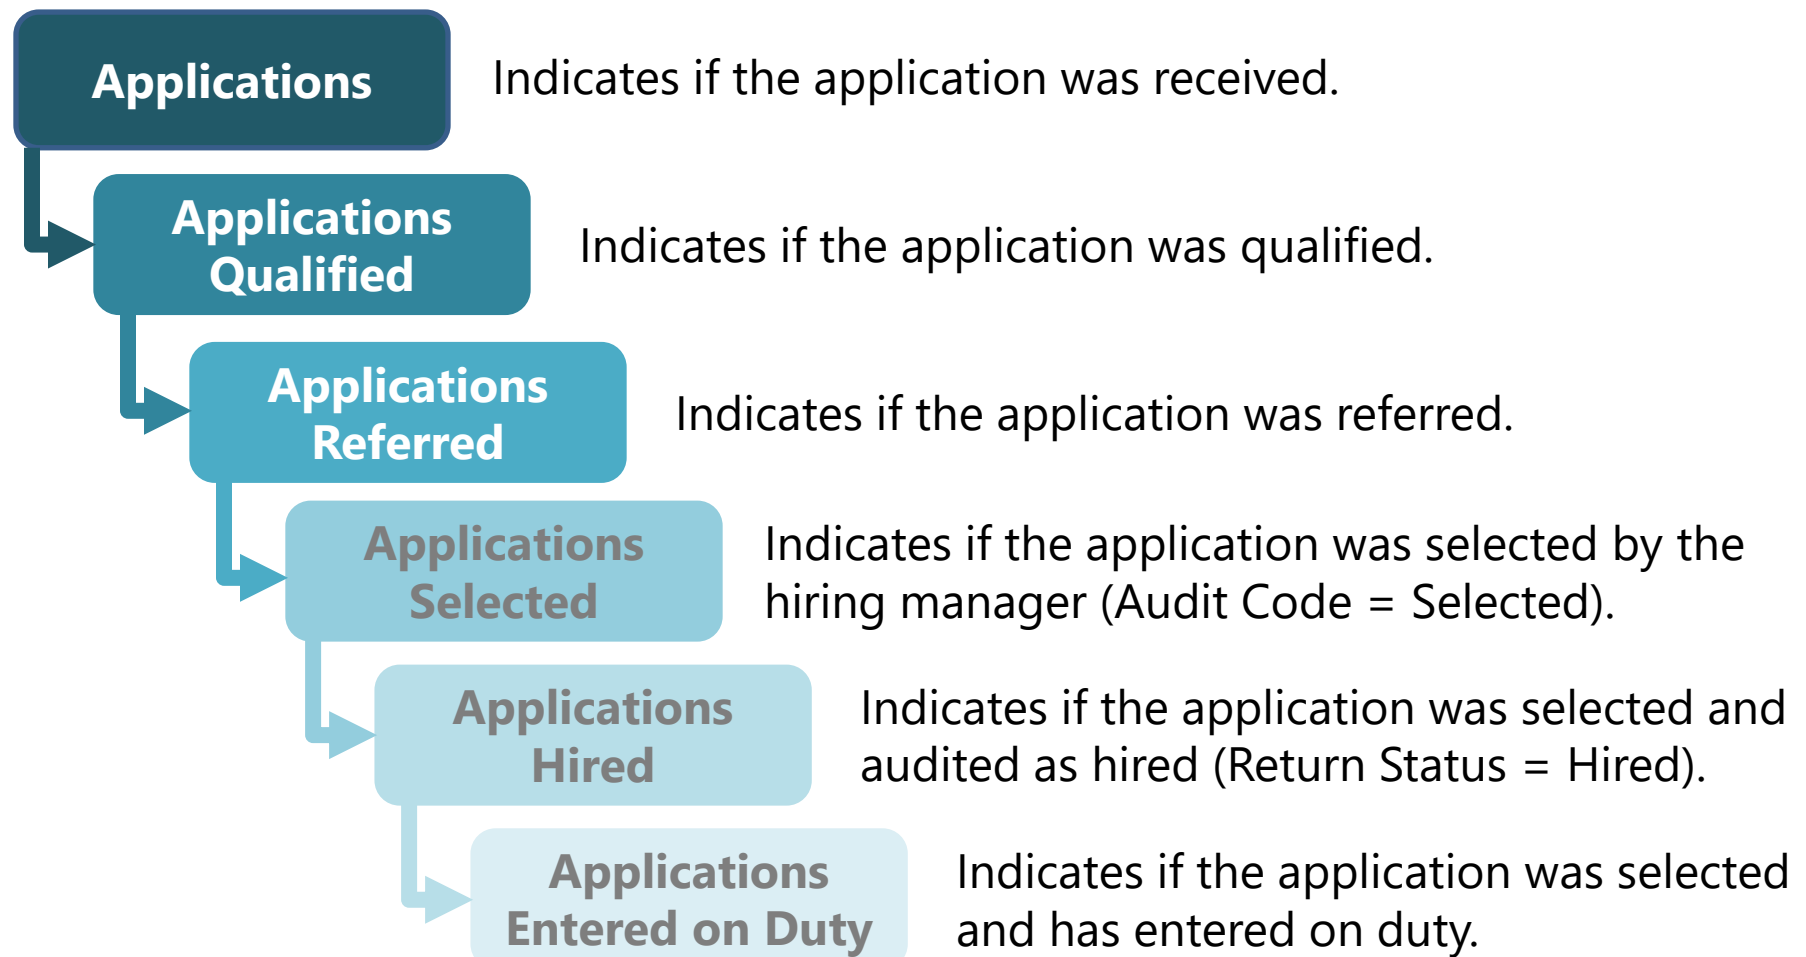 Applications
Indicates if the application was received.
Applications
Qualified
Indicates if the application was qualified.
Applications
Referred
Indicates if the application was referred.
Applications
Selected
Indicates if the application was selected by the
hiring manager (Audit Code = Selected).
Applications
Hired
Indicates if the application was selected and
audited as hired (Return Status = Hired).
Applications
Entered on Duty
Indicates if the application was selected
and has entered on duty.